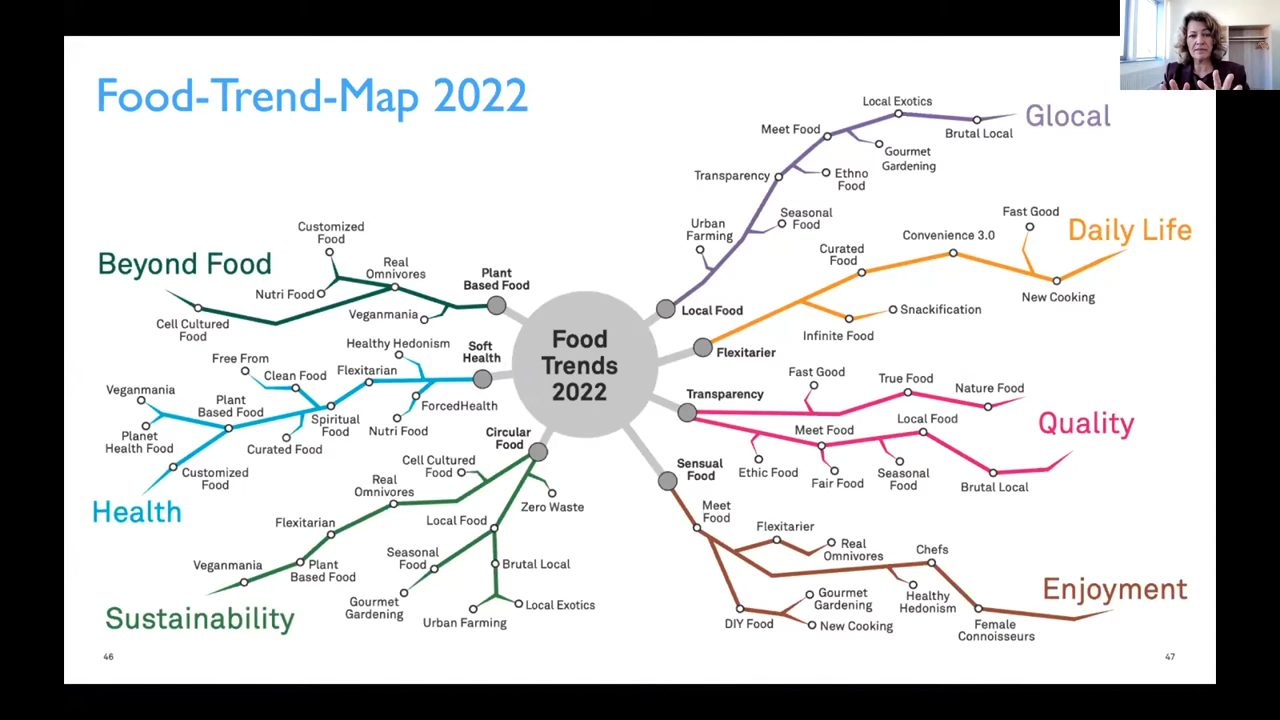 Food-Trend-Map 2022
Local Exotics
Glocal
Meet Food
Brutal Local
Gourmet
Gardening
Transparency
Ethno
Food
Seasonal
Food
Urban
Farming
Local Food
Fast Good
Daily Life
Convenience 3.0
Curated
Food
New Cooking
Snackification
Infinite Food
Flexitarier
Customized
Food
Beyond Food
Real
Omnivores
Plant
Based Food
Nutri Food
Veganmania
Cell Cultured
Food
Food
Trends
2022
Healthy Hedonism
Soft
Health
Free From
Clean Food
Flexitarian
Veganmania
Plant
Based Food
Spiritual
Food
ForcedHealth
Nutri Food
Planet
Health Food
Curated Food
Customized
Food
Health
Transparency
Fast Good
True Food
Nature Food
Quality
Local Food
Meet Food
Ethic Food
Fair Food
Seasonal
Food
Brutal Local
Circular
Food
Cell Cultured
Food
Real
Omnivores
Zero Waste
Flexitarian
Local Food
Veganmania
Plant
Based Food
Seasonal
Food
Brutal Local
Gourmet
Gardening
Urban Farming
Local Exotics
Sustainability
Sensual
Food
Meet
Food
Flexitarier
Real
Omnivores
Chefs
Enjoyment
Gourmet
Gardening
Healthy
Hedonism
DIY Food
New Cooking
Female
Connoisseurs
46
47